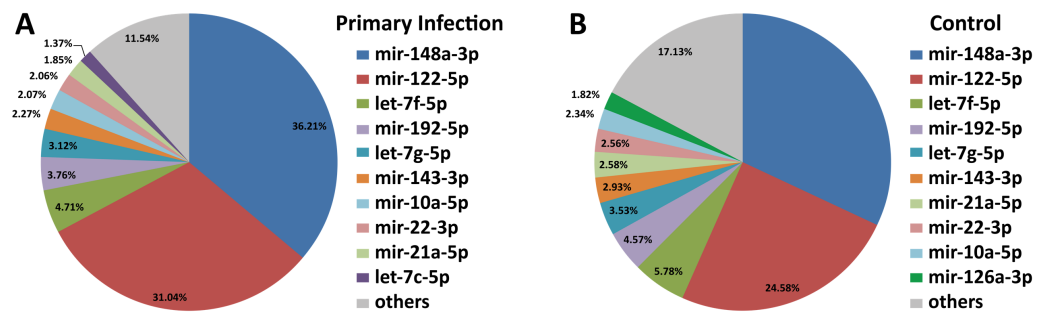 A
Primary Infection
1.37%
1.85%
2.06%
2.07%
2.27%
3.12%
3.76%
4.71%
31.04%
36.21%
11.54%
mir-148a-3p
mir-122-5p
let-7f-5p
mir-192-5p
let-7g-5p
mir-143-3p
mir-10a-5p
mir-22-3p
mir-21a-5p
let-7c-5p
others
B
Control
17.13%
1.82%
2.34%
2.56%
2.58%
2.93%
3.53%
4.57%
5.78%
24.58%
mir-148a-3p
mir-122-5p
let-7f-5p
mir-192-5p
let-7g-5p
mir-143-3p
mir-21a-5p
mir-22-3p
mir-10a-5p
mir-126a-3p
others